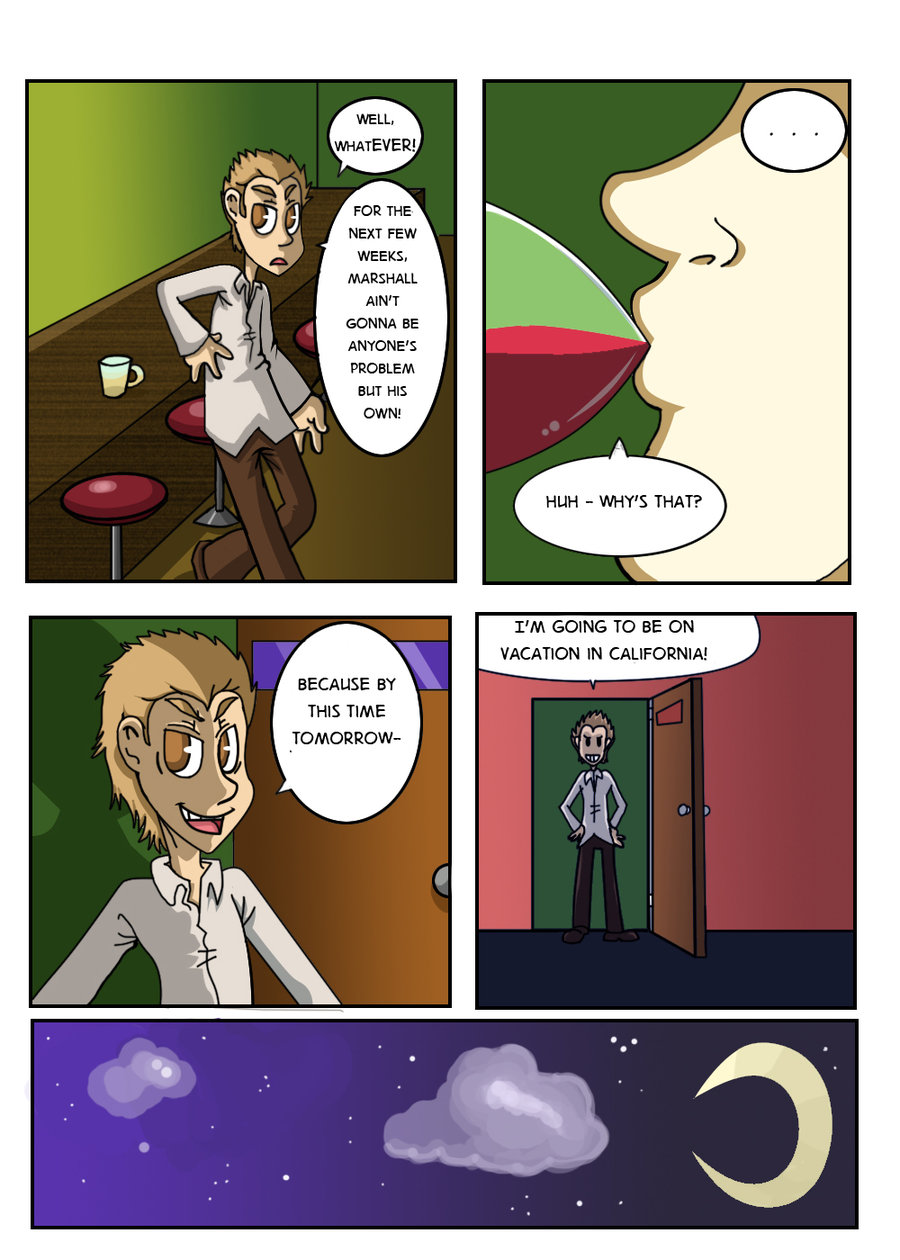 WELL,
WHATEVER!
FOR THE
NEXT FEW
WEEKS,
MARSHALL
AIN'T
GONNA BE
ANYONE'S
PROBLEM
BUT HIS
OWN!
. . .
HUH - WHY'S THAT?
BECAUSE BY
THIS TIME
TOMORROW-
I'M GOING TO BE ON
VACATION IN CALIFORNIA!